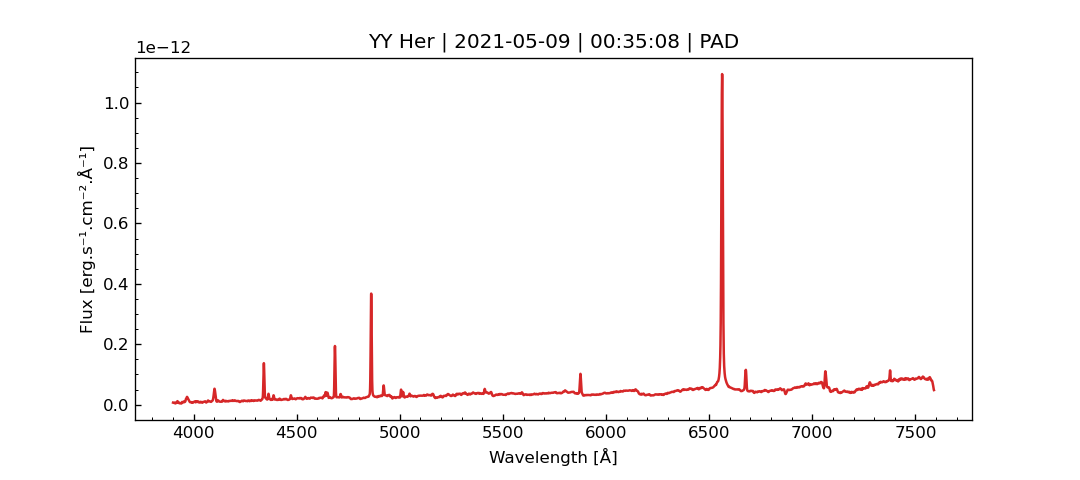 YY Her | 2021-05-09 | 00:35:08 | PAD
1e−12
1.0
0.8
0.6
0.4
0.2
0.0
Flux [erg.s⁻¹.cm⁻².Å⁻¹]
4000 4500 5000 5500 6000 6500 7000 7500
Wavelength [Å]